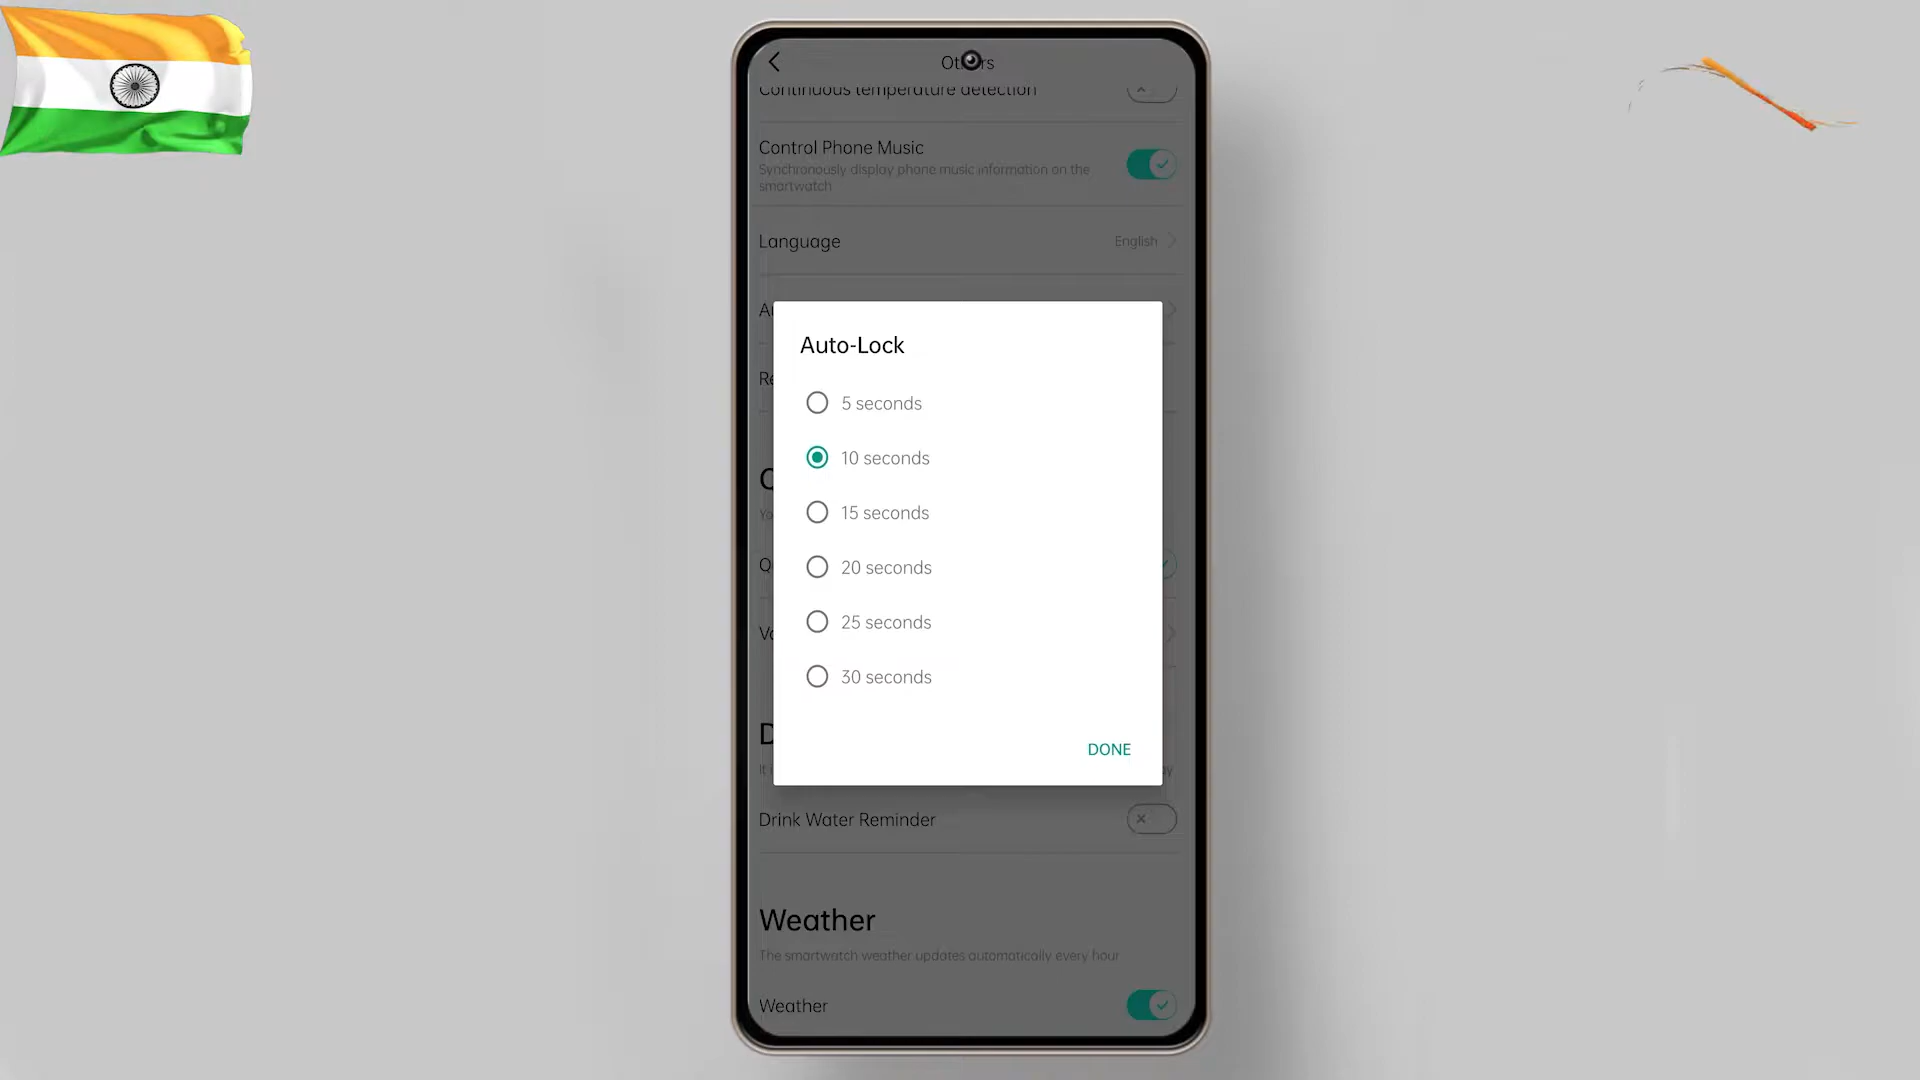 Others
Continuous temperature detection
Control Phone Music
Synchronously display phone music information on the
smartwatch
Language
English
Auto-Lock
5 seconds
10 seconds
15 seconds
20 seconds
25 seconds
30 seconds
DONE
Drink Water Reminder
Weather
The smartwatch weather updates automatically every hour
Weather